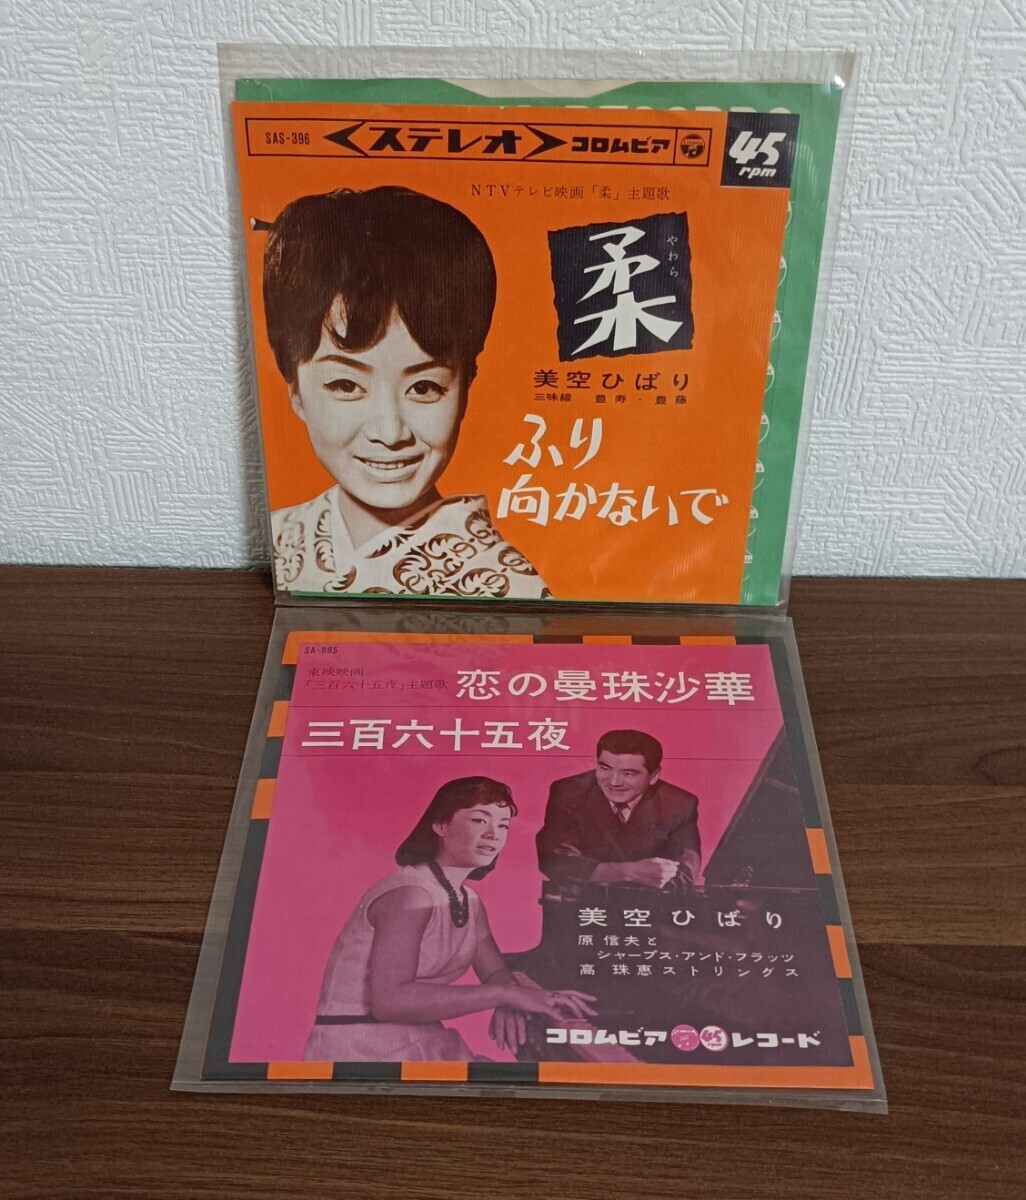 RECORDS
SAS-396 <ステレオ> コロムビア 45 rpm
NTVテレビ映画「柔」主題歌
柔
やわら
美空ひばり
三味線 豊寿・豊藤
ふり
向かないで
SA-865
東映映画
「三百六十五夜」主題歌
恋の曼珠沙華
三百六十五夜
美空ひばり
原信夫と
シャープス・アンド・フラッツ
高珠恵ストリングス
コロムビア 45 rpm レコード